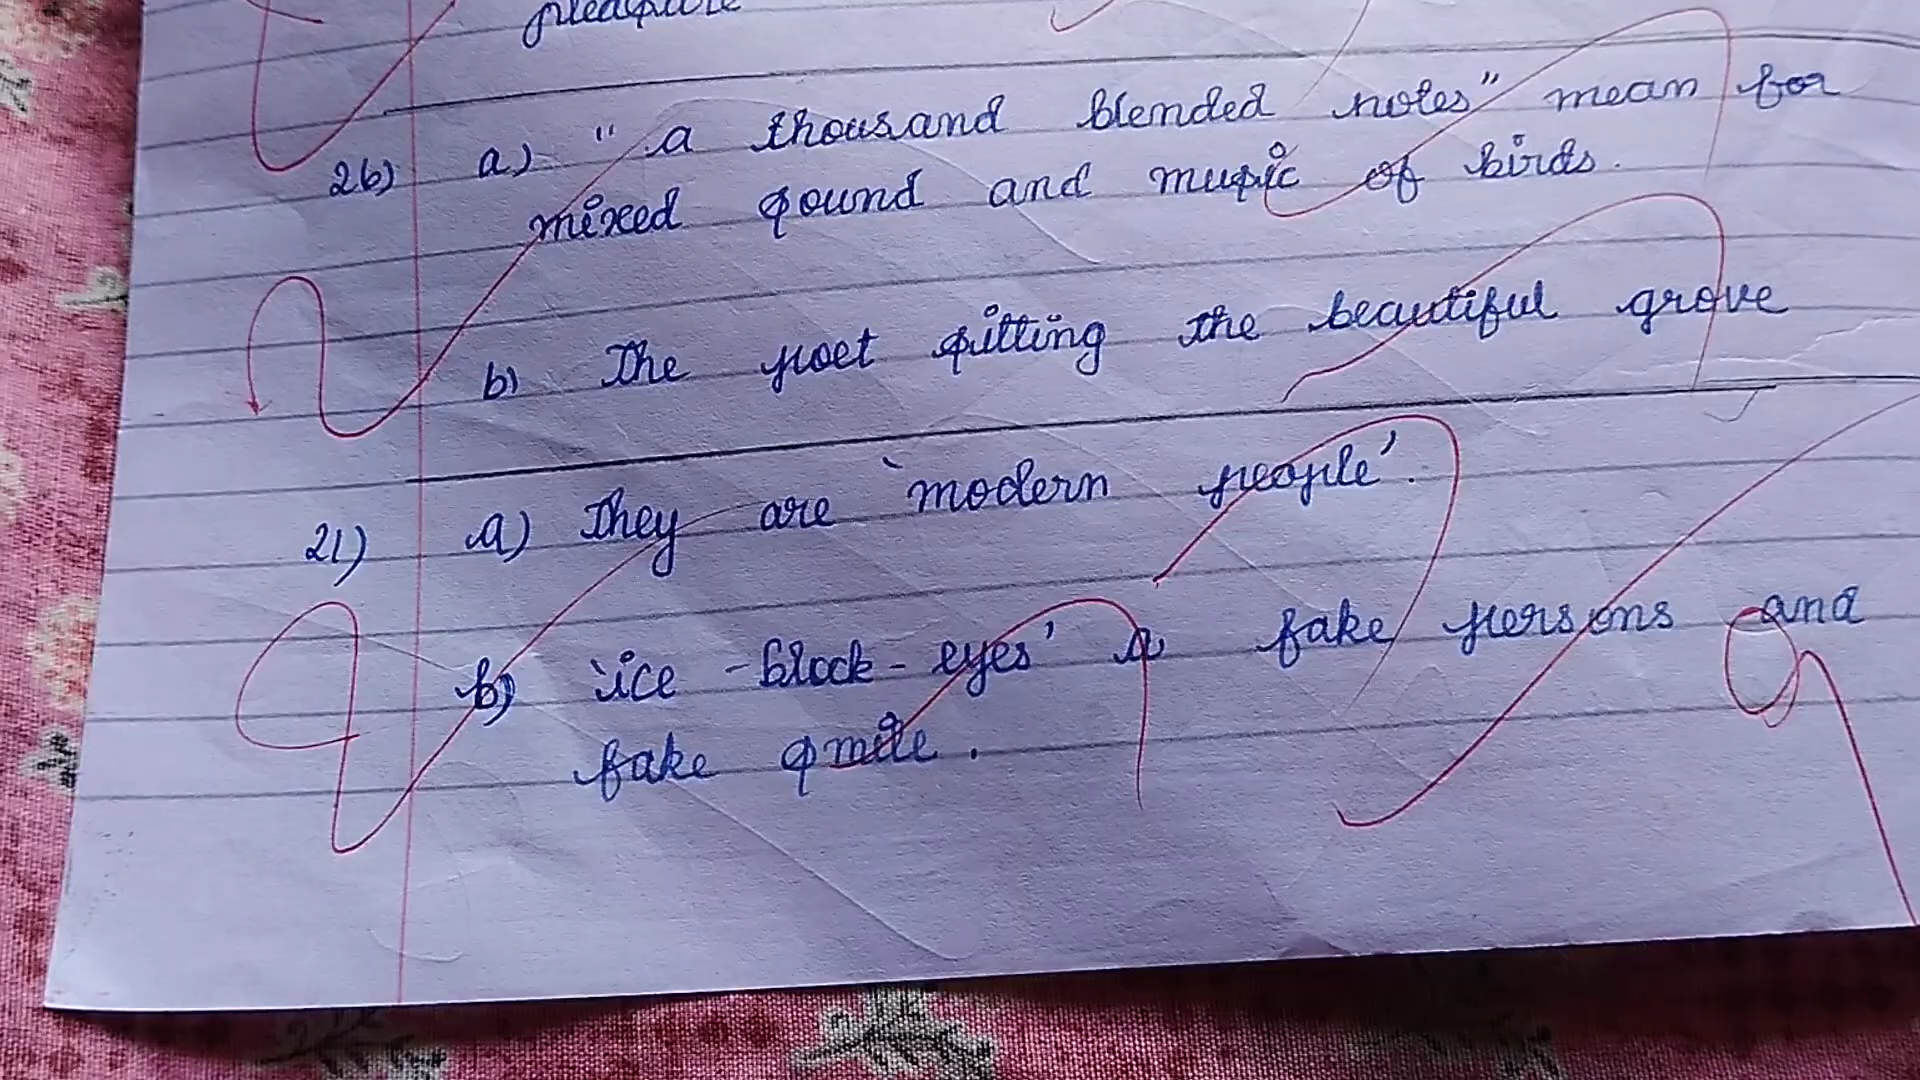 pleasure
26) a) " a thousand blended notes" mean for
mixed sound and music of birds.
b) The poet sitting the beautiful grove
21) a) They are 'modern people'.
b) 'ice - block - eyes' a fake persons and
fake smile.